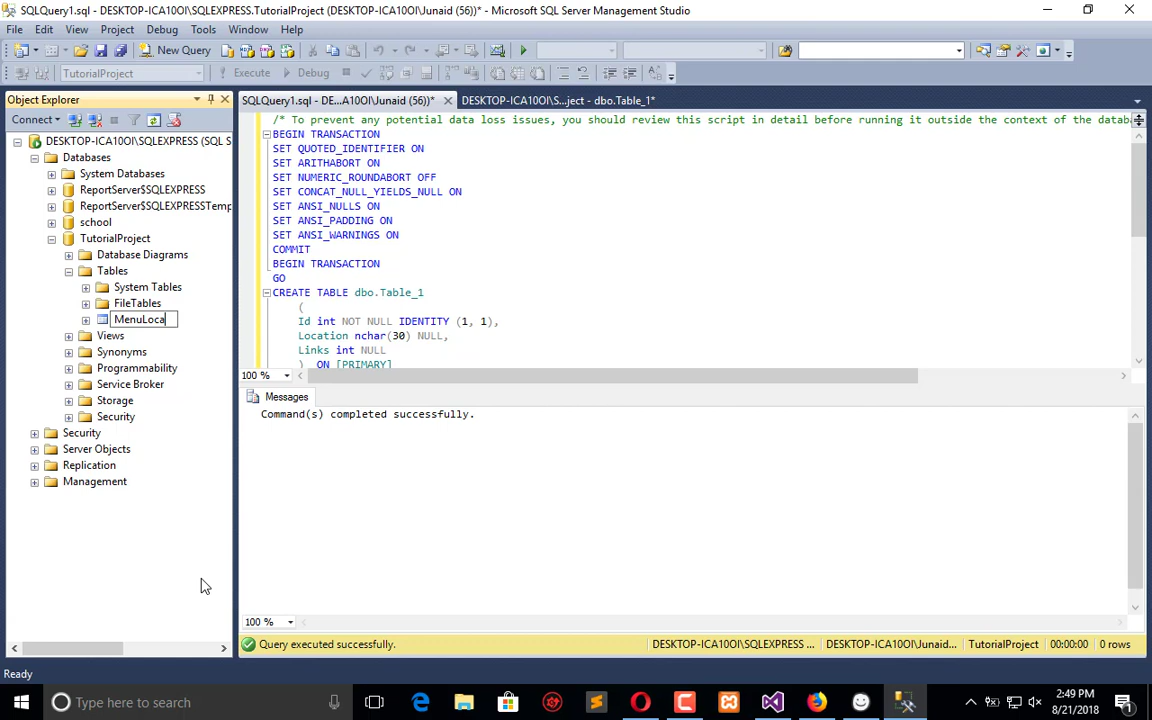 SQLQuery1.sql - DESKTOP-ICA10OI\SQLEXPRESS.TutorialProject (DESKTOP-ICA10OI\Junaid (56))* - Microsoft SQL Server Management Studio
File Edit View Project Debug Tools Window Help
New Query
TutorialProject Execute Debug
Object Explorer
SQLQuery1.sql - DE...A10OI\Junaid (56))* DESKTOP-ICA10OI\S...ject - dbo.Table_1*
Connect
DESKTOP-ICA10OI\SQLEXPRESS (SQL S
Databases
System Databases
ReportServer$SQLEXPRESS
ReportServer$SQLEXPRESSTemp
school
TutorialProject
Database Diagrams
Tables
System Tables
FileTables
MenuLoca
Views
Synonyms
Programmability
Service Broker
Storage
Security
Security
Server Objects
Replication
Management
/* To prevent any potential data loss issues, you should review this script in detail before running it outside the context of the datab
BEGIN TRANSACTION
SET QUOTED_IDENTIFIER ON
SET ARITHABORT ON
SET NUMERIC_ROUNDABORT OFF
SET CONCAT_NULL_YIELDS_NULL ON
SET ANSI_NULLS ON
SET ANSI_PADDING ON
SET ANSI_WARNINGS ON
COMMIT
BEGIN TRANSACTION
GO
CREATE TABLE dbo.Table_1
(
Id int NOT NULL IDENTITY (1, 1),
Location nchar(30) NULL,
Links int NULL
) ON [PRIMARY]
100 %
Messages
Command(s) completed successfully.
100 %
Query executed successfully. DESKTOP-ICA10OI\SQLEXPRESS ... DESKTOP-ICA10OI\Junaid... TutorialProject 00:00:00 0 rows
Ready
Type here to search
2:49 PM
8/21/2018
1